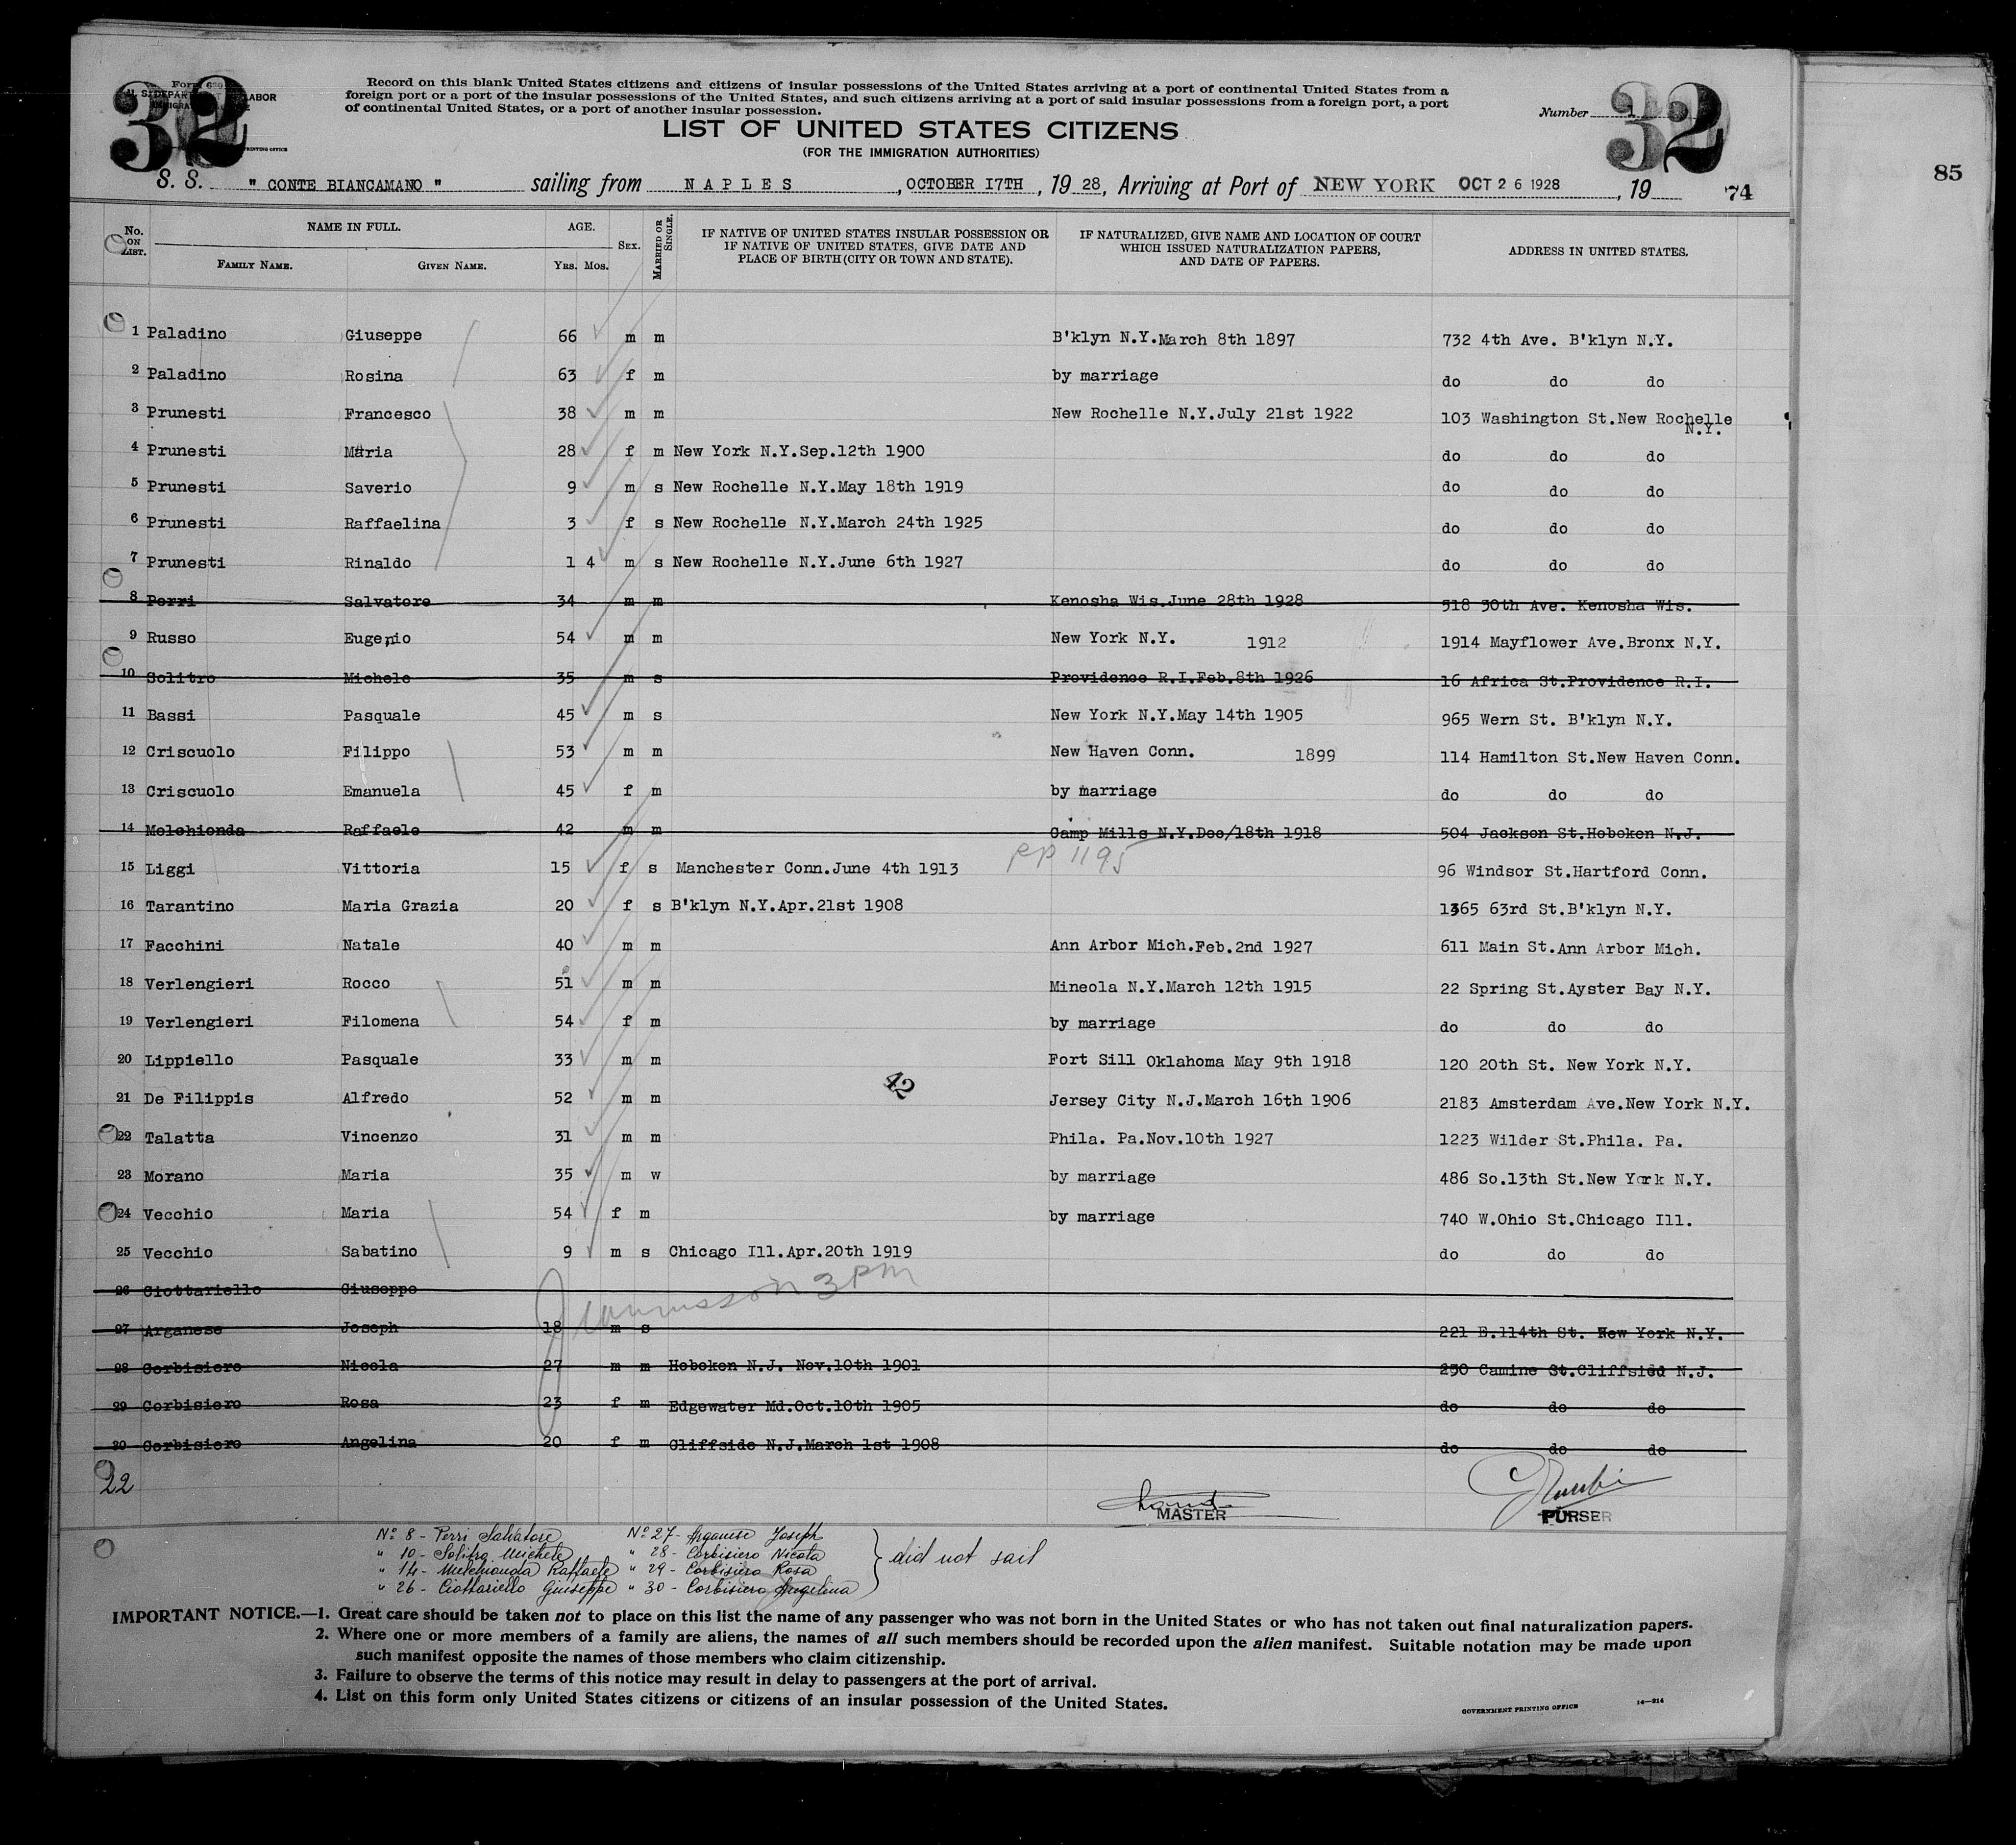 32
Form 630
U. S. DEPARTMENT OF LABOR
Record on this blank United States citizens and citizens of insular possessions of the United States arriving at a port of continental United States from a
foreign port or a port of the insular possessions of the United States, and such citizens arriving at a port of said insular possessions from a foreign port, a port
of continental United States, or a port of another insular possession.
Number 1
32
LIST OF UNITED STATES CITIZENS
(FOR THE IMMIGRATION AUTHORITIES)
85
S. S. " CONTE BIANCAMANO " sailing from NAPLES, OCTOBER 17TH, 19 28, Arriving at Port of NEW YORK OCT 26 1928, 19 74
No. ON LIST. NAME IN FULL. FAMILY NAME. GIVEN NAME. AGE. YRS. MOS. SEX. MARRIED OR SINGLE. IF NATIVE OF UNITED STATES INSULAR POSSESSION OR IF NATIVE OF UNITED STATES, GIVE DATE AND PLACE OF BIRTH (CITY OR TOWN AND STATE). IF NATURALIZED, GIVE NAME AND LOCATION OF COURT WHICH ISSUED NATURALIZATION PAPERS, AND DATE OF PAPERS. ADDRESS IN UNITED STATES.
1 Paladino Giuseppe 66 m m B'klyn N.Y.March 8th 1897 732 4th Ave. B'klyn N.Y.
2 Paladino Rosina 63 f m by marriage do do do
3 Prunesti Francesco 38 m m New Rochelle N.Y.July 21st 1922 103 Washington St.New Rochelle N.Y.
4 Prunesti Maria 28 f m New York N.Y.Sep.12th 1900 do do do
5 Prunesti Saverio 9 m s New Rochelle N.Y.May 18th 1919 do do do
6 Prunesti Raffaelina 3 f s New Rochelle N.Y.March 24th 1925 do do do
7 Prunesti Rinaldo 1 4 m s New Rochelle N.Y.June 6th 1927 do do do
8 Perri Salvatore 34 m m Kenosha Wis.June 28th 1928 518 50th Ave. Kenosha Wis.
9 Russo Eugenio 54 m m New York N.Y. 1912 1914 Mayflower Ave.Bronx N.Y.
10 Solitro Michele 35 m s Providence R.I.Feb.8th 1926 16 Africa St.Providence R.I.
11 Bassi Pasquale 45 m s New York N.Y.May 14th 1905 965 Wern St. B'klyn N.Y.
12 Criscuolo Filippo 53 m m New Haven Conn. 1899 114 Hamilton St.New Haven Conn.
13 Criscuolo Emanuela 45 f m by marriage do do do
14 Melchionda Raffaele 42 m m Camp Mills N.Y.Dec/18th 1918 504 Jackson St.Hoboken N.J.
PP 1195
15 Liggi Vittoria 15 f s Manchester Conn.June 4th 1913 96 Windsor St.Hartford Conn.
16 Tarantino Maria Grazia 20 f s B'klyn N.Y.Apr.21st 1908 1365 63rd St.B'klyn N.Y.
17 Facchini Natale 40 m m Ann Arbor Mich.Feb.2nd 1927 611 Main St.Ann Arbor Mich.
18 Verlengieri Rocco 51 m m Mineola N.Y.March 12th 1915 22 Spring St.Ayster Bay N.Y.
19 Verlengieri Filomena 54 f m by marriage do do do
20 Lippiello Pasquale 33 m m Fort Sill Oklahoma May 9th 1918 120 20th St. New York N.Y.
42
21 De Filippis Alfredo 52 m m Jersey City N.J.March 16th 1906 2183 Amsterdam Ave.New York N.Y.
22 Talatta Vincenzo 31 m m Phila. Pa.Nov.10th 1927 1223 Wilder St.Phila. Pa.
23 Morano Maria 35 m w by marriage 486 So.13th St.New York N.Y.
24 Vecchio Maria 54 f m by marriage 740 W.Ohio St.Chicago Ill.
25 Vecchio Sabatino 9 m s Chicago Ill.Apr.20th 1919 do do do
26 Ciottariello Giuseppe
3 PM
27 Arganese Joseph 18 m s 221 E.114th St. New York N.Y.
28 Corbisiero Nicola 27 m m Hoboken N.J. Nov.10th 1901 250 Camine St.Cliffsied N.J.
29 Corbisiero Rosa 23 f m Edgewater Md.Oct.10th 1905 do do do
30 Corbisiero Angelina 20 f m Cliffside N.J.March 1st 1908 do do do
22
MASTER
PURSER
No 8 - Perri Salvatore No 27 - Arganese Joseph
" 10 - Solitro Michele " 28 - Corbisiero Nicola
" 14 - Melchionda Raffaele " 29 - Corbisiero Rosa
" 26 - Ciottariello Giuseppe " 30 - Corbisiero Angelina
did not sail
IMPORTANT NOTICE.—1. Great care should be taken not to place on this list the name of any passenger who was not born in the United States or who has not taken out final naturalization papers.
2. Where one or more members of a family are aliens, the names of all such members should be recorded upon the alien manifest. Suitable notation may be made upon
such manifest opposite the names of those members who claim citizenship.
3. Failure to observe the terms of this notice may result in delay to passengers at the port of arrival.
4. List on this form only United States citizens or citizens of an insular possession of the United States.
GOVERNMENT PRINTING OFFICE 14—214